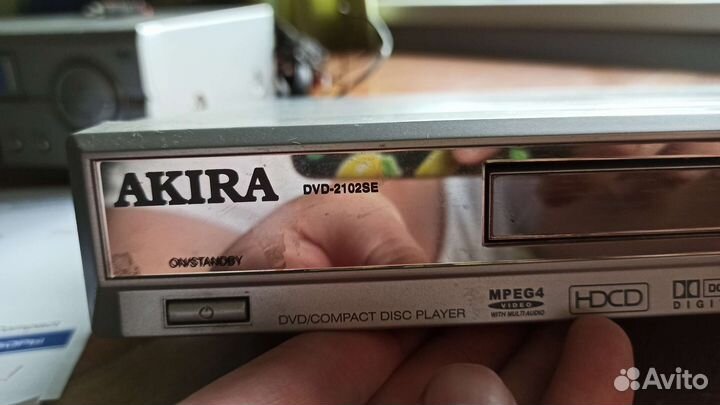 AKIRA
DVD-2102SE
ON/STANDBY
DVD/COMPACT DISC PLAYER
MPEG4
VIDEO
WITH MULTI AUDIO
HDCD
Avito